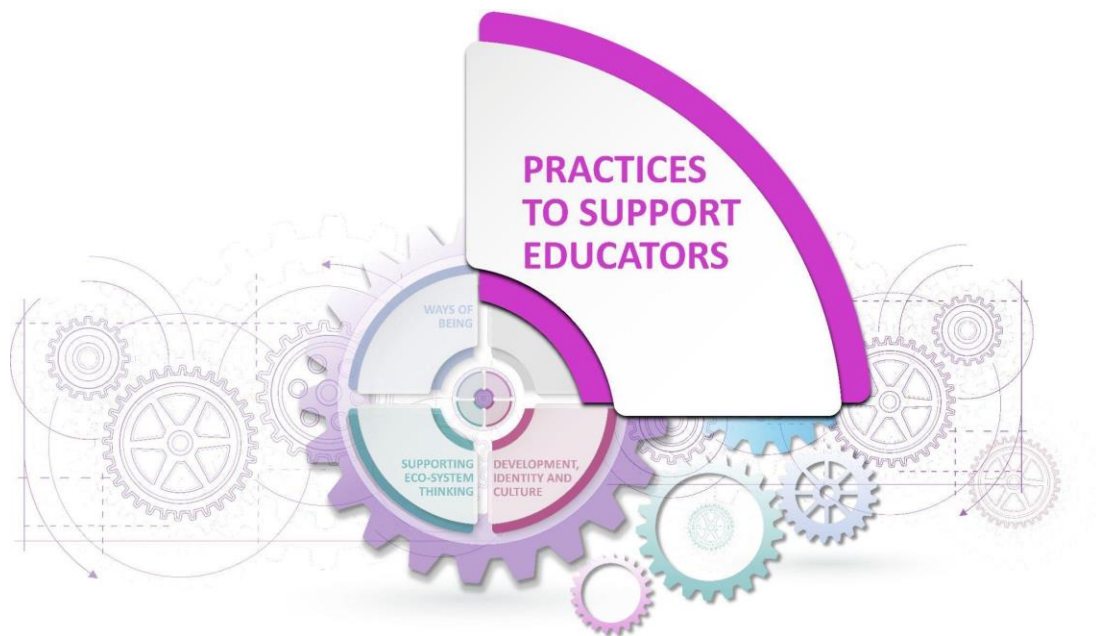 PRACTICES
TO SUPPORT
EDUCATORS
WAYS OF
BEING
SUPPORTING
ECO-SYSTEM
THINKING
DEVELOPMENT,
IDENTITY AND
CULTURE